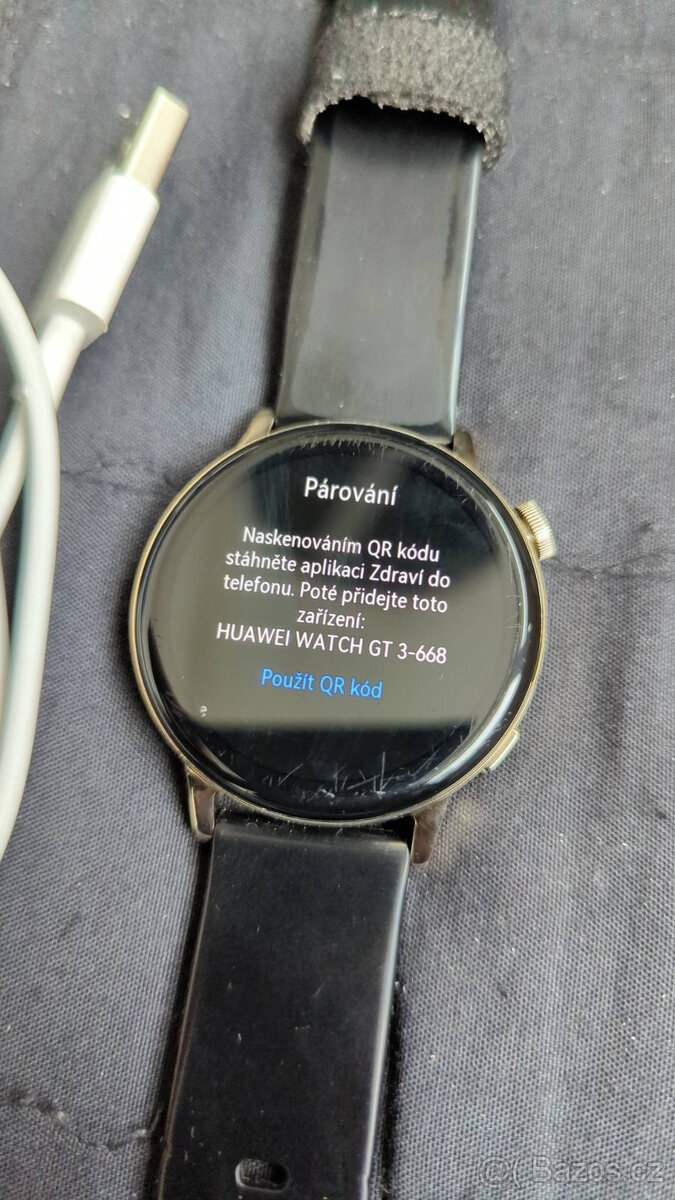 Párování
Naskenováním QR kódu
stáhněte aplikaci Zdraví do
telefonu. Poté přidejte toto
zařízení:
HUAWEI WATCH GT 3-668
Použít QR kód
Bazos.cz